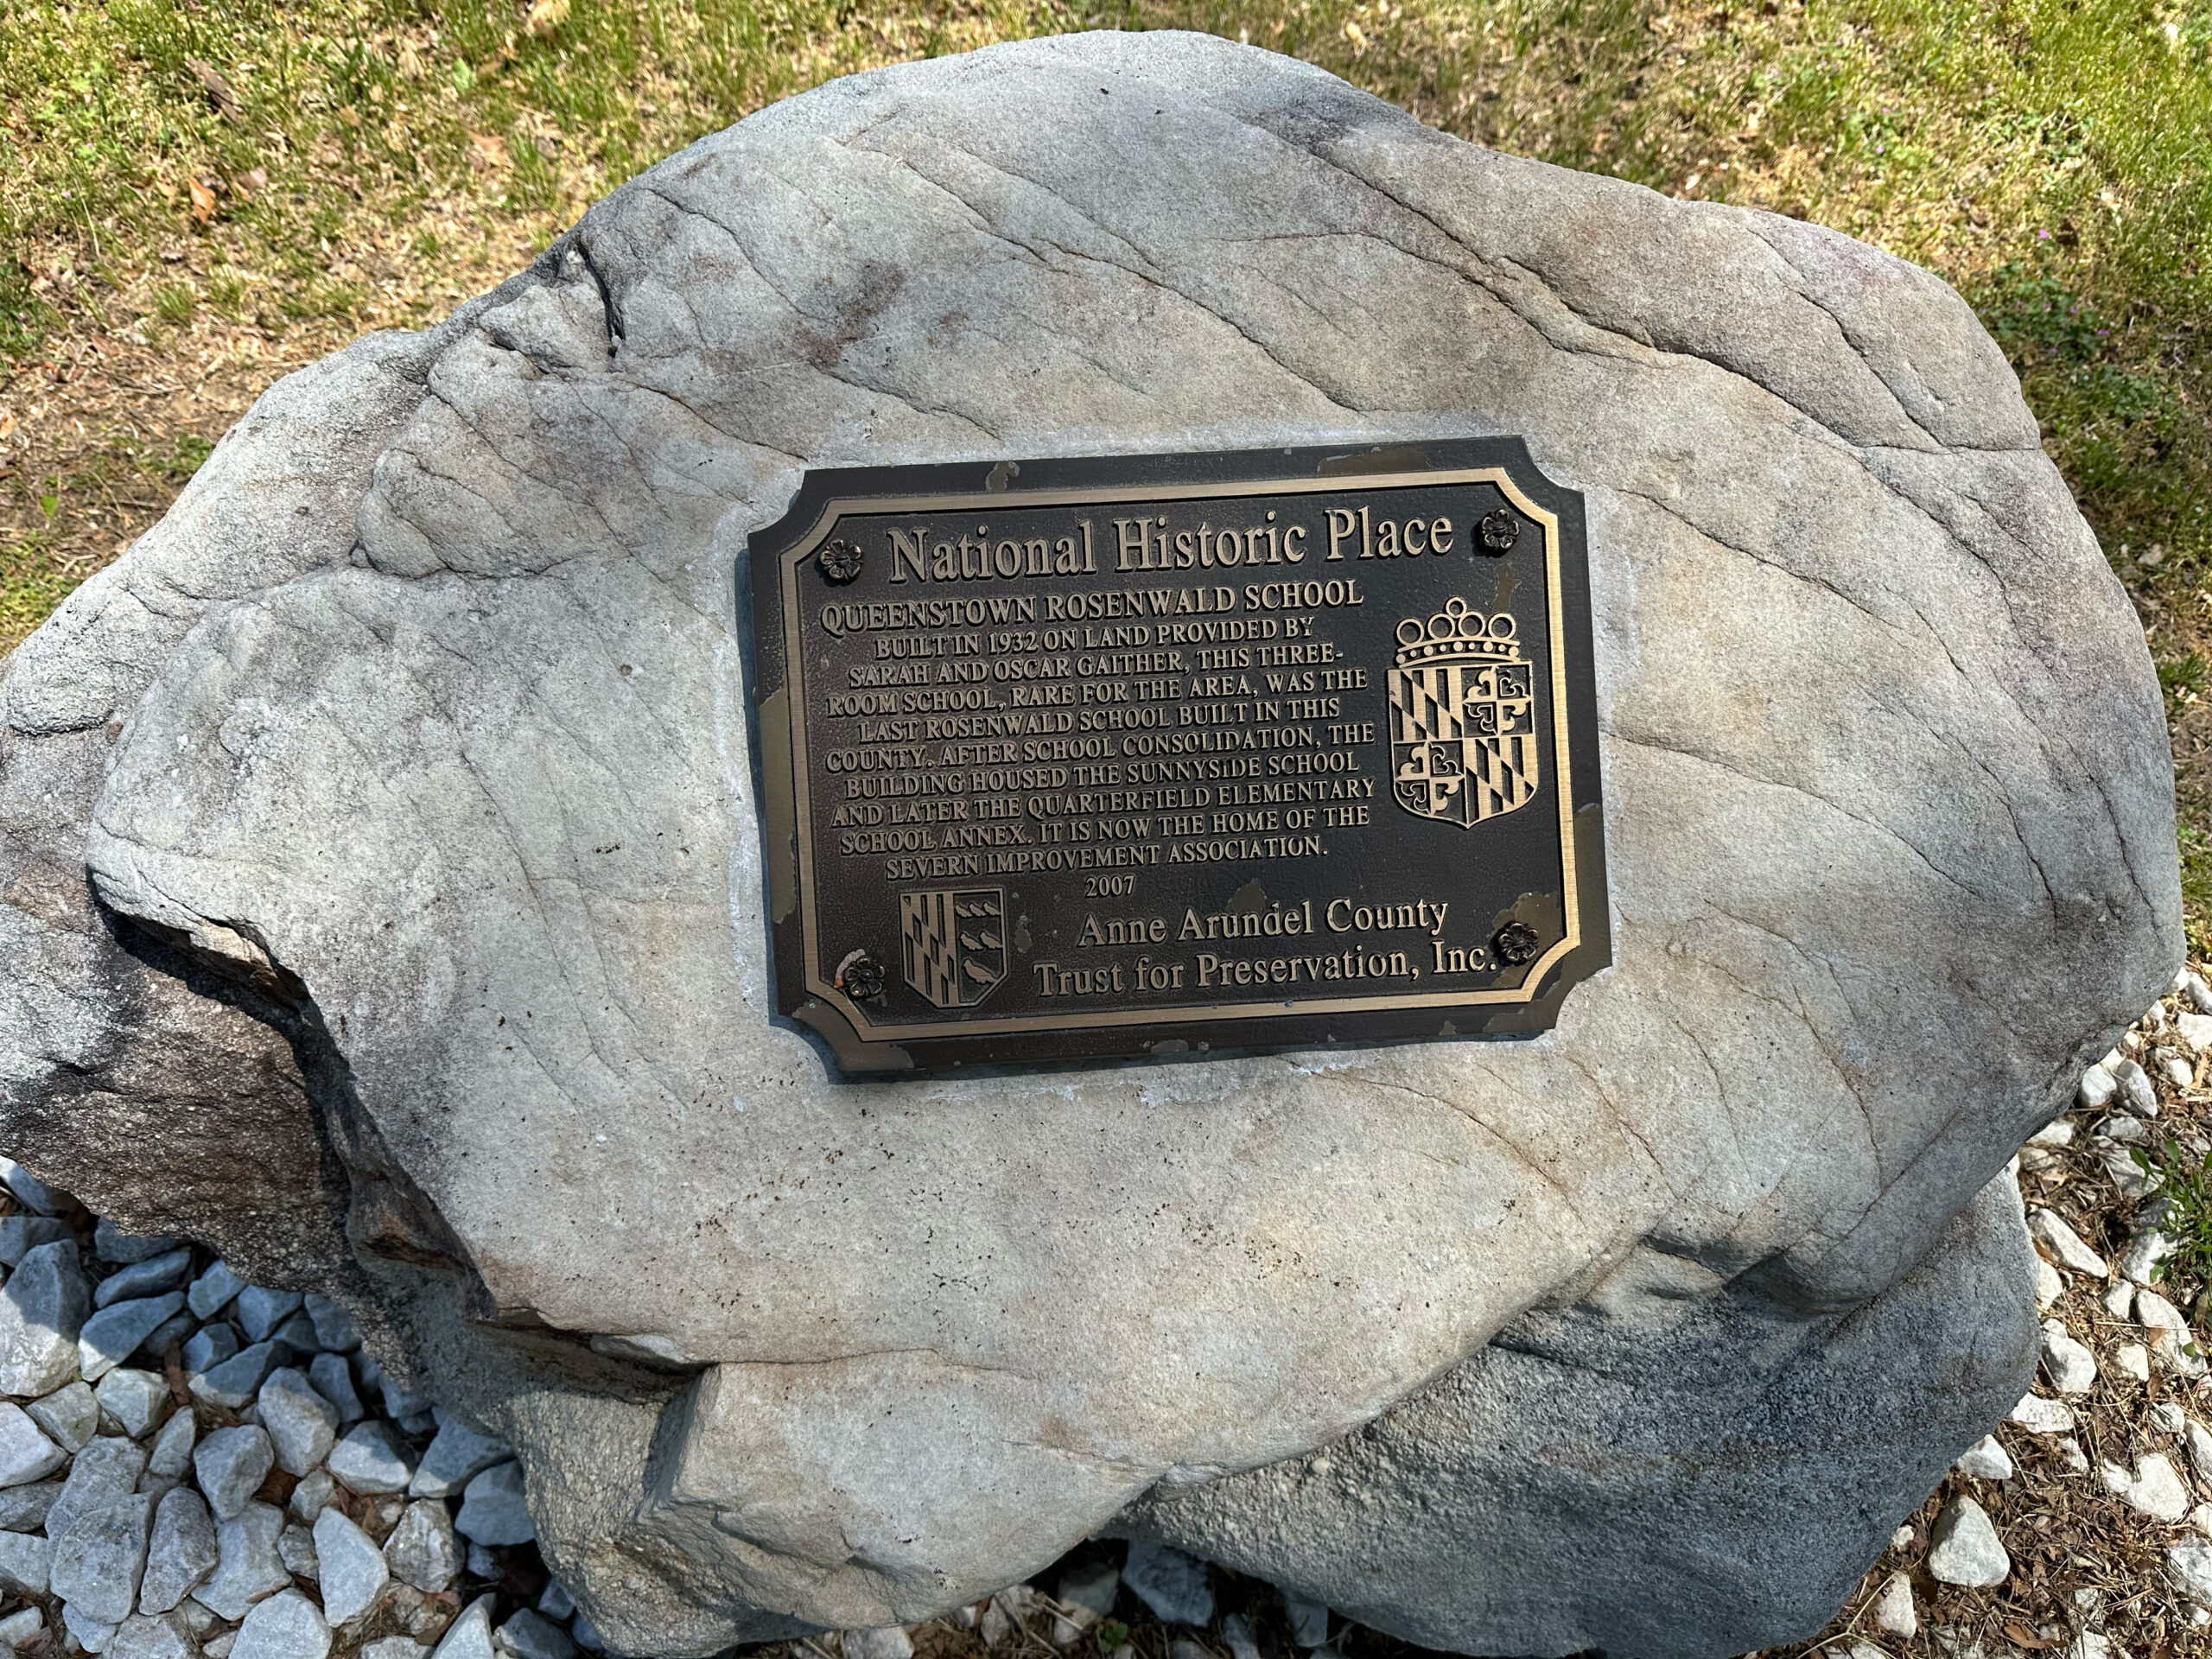 National Historic Place
QUEENSTOWN ROSENWALD SCHOOL
BUILT IN 1932 ON LAND PROVIDED BY
SARAH AND OSCAR GAITHER, THIS THREE-
ROOM SCHOOL, RARE FOR THE AREA, WAS THE
LAST ROSENWALD SCHOOL BUILT IN THIS
COUNTY. AFTER SCHOOL CONSOLIDATION, THE
BUILDING HOUSED THE SUNNYSIDE SCHOOL
AND LATER THE QUARTERFIELD ELEMENTARY
SCHOOL ANNEX. IT IS NOW THE HOME OF THE
SEVERN IMPROVEMENT ASSOCIATION.
2007
Anne Arundel County
Trust for Preservation, Inc.